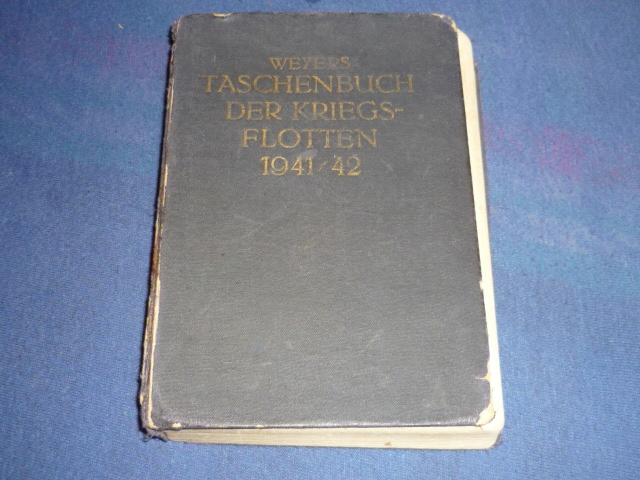 WEYERS
TASCHENBUCH
DER KRIEGS-
FLOTTEN
1941/42